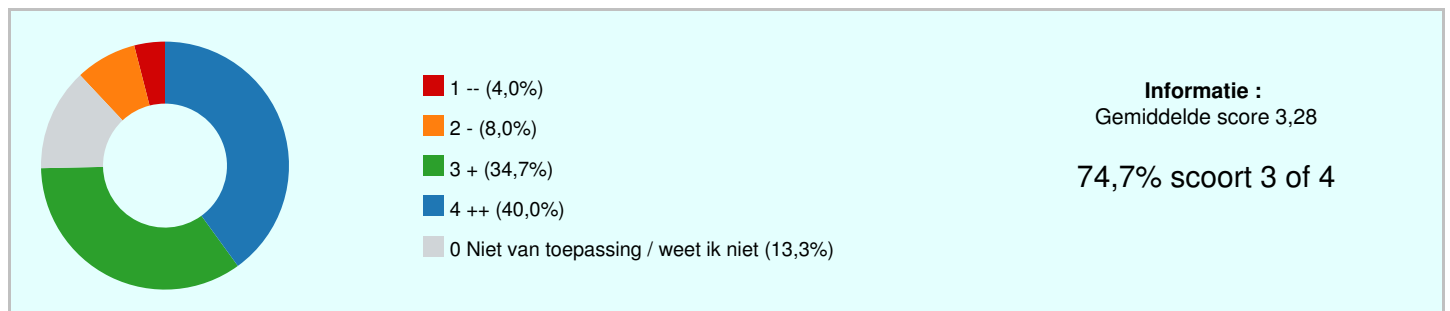 1 -- (4,0%)
2 - (8,0%)
3 + (34,7%)
4 ++ (40,0%)
0 Niet van toepassing / weet ik niet (13,3%)
Informatie :
Gemiddelde score 3,28
74,7% scoort 3 of 4